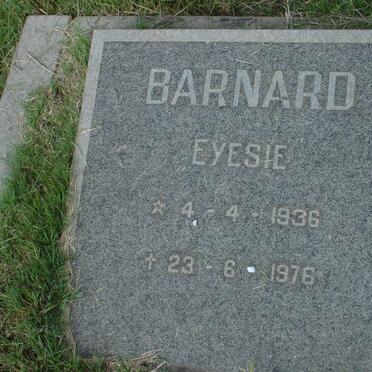 BARNARD
EYESIE
☆ 4 - 4 - 1936
† 23 - 6 - 1976